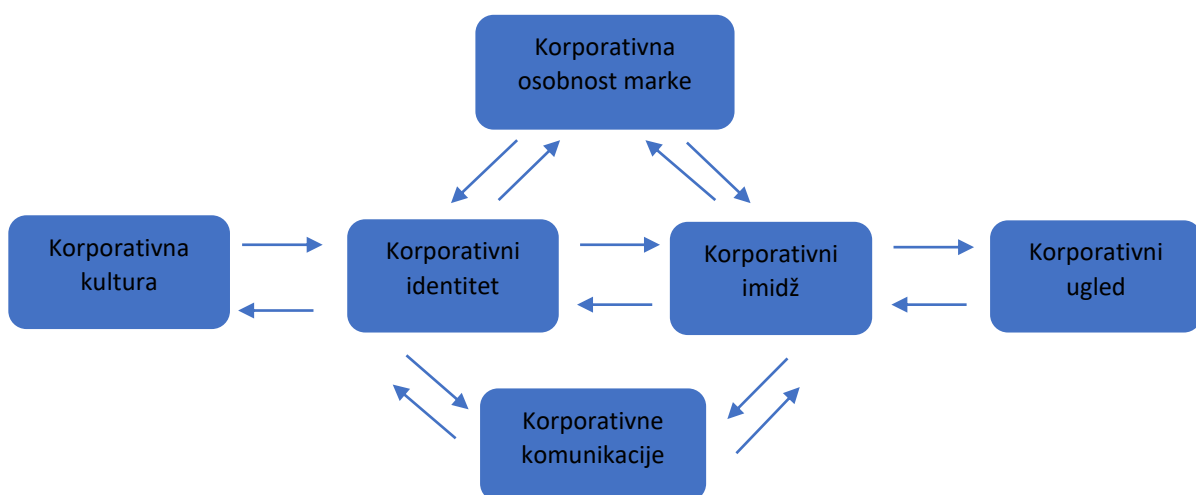 Korporativna
osobnost marke
Korporativna
kultura
Korporativni
identitet
Korporativni
imidž
Korporativni
ugled
Korporativne
komunikacije